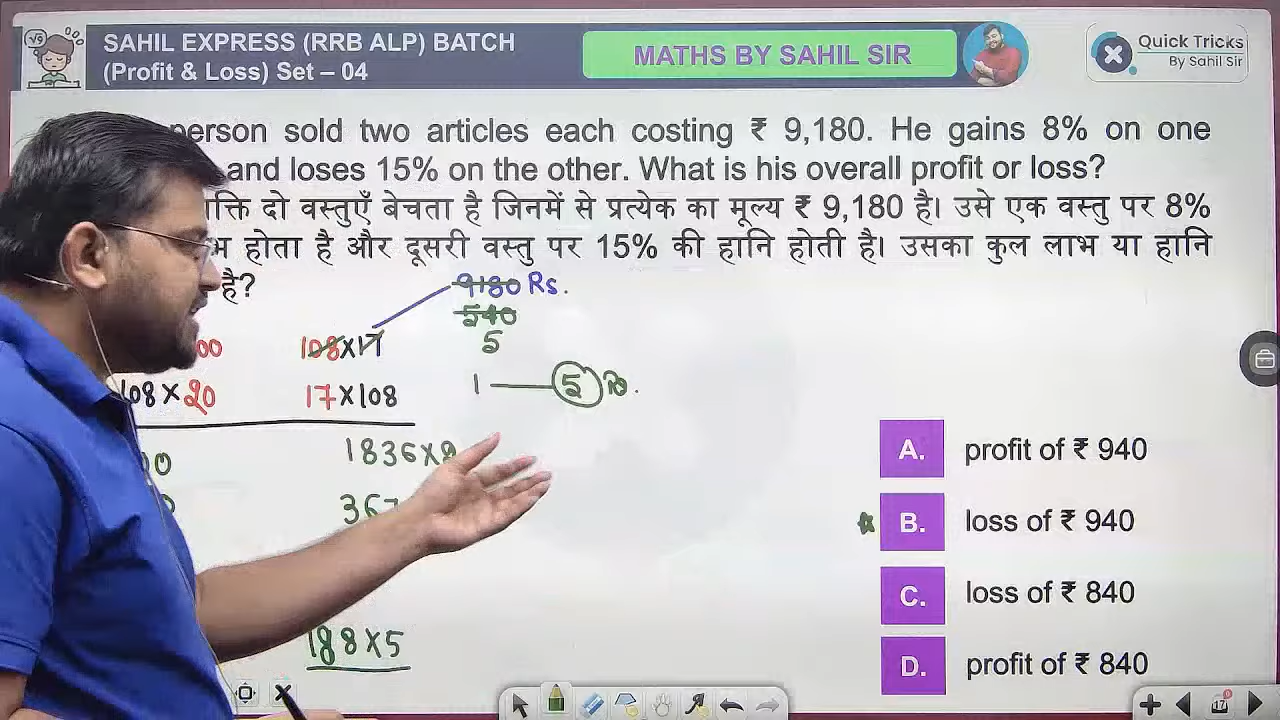 SAHIL EXPRESS (RRB ALP) BATCH
(Profit & Loss) Set – 04
MATHS BY SAHIL SIR
Quick Tricks
By Sahil Sir
person sold two articles each costing ₹ 9,180. He gains 8% on one
and loses 15% on the other. What is his overall profit or loss?
दो वस्तुएँ बेचता है जिनमें से प्रत्येक का मूल्य ₹ 9,180 है। उसे एक वस्तु पर 8%
होता है और दूसरी वस्तु पर 15% की हानि होती है। उसका कुल लाभ या हानि
है?
9180 Rs.
540
5
00 108×17
108×20 17×108
1 5 Rs.
1836×2
188×5
A. profit of ₹ 940
B. loss of ₹ 940
C. loss of ₹ 840
D. profit of ₹ 840
17